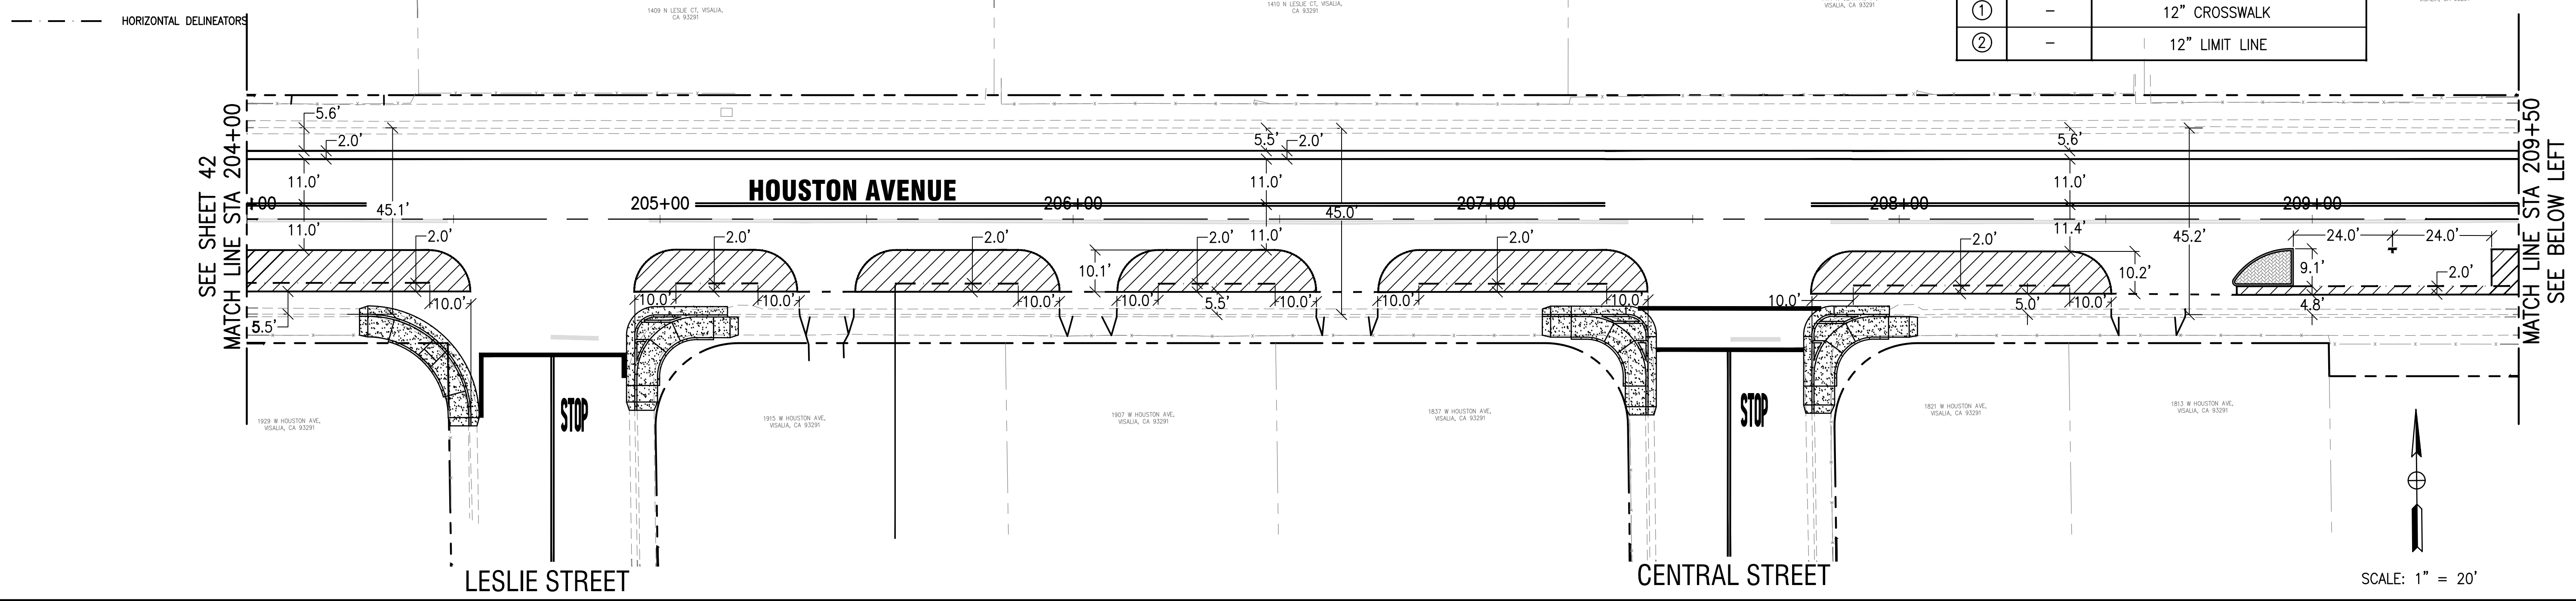 HORIZONTAL DELINEATORS
1409 N LESLIE CT, VISALIA,
CA 93291
1410 N LESLIE CT, VISALIA,
CA 93291
VISALIA, CA 93291
1 - 12" CROSSWALK
2 - 12" LIMIT LINE
SEE SHEET 42
MATCH LINE STA 204+00
5.6'
2.0'
11.0'
45.1'
11.0'
2.0'
10.0'
5.5'
+00
205+00
HOUSTON AVENUE
206+00
207+00
208+00
209+00
5.5'
2.0'
11.0'
45.0'
11.0'
5.6'
11.0'
11.4'
45.2'
2.0'
10.0'
10.0'
2.0'
10.0'
10.1'
2.0'
10.0'
5.5'
10.0'
2.0'
10.0'
10.0'
2.0'
10.0'
5.0'
10.0'
10.2'
24.0'
24.0'
9.1'
2.0'
4.8'
MATCH LINE STA 209+50
SEE BELOW LEFT
1929 W HOUSTON AVE,
VISALIA, CA 93291
STOP
1915 W HOUSTON AVE,
VISALIA, CA 93291
1907 W HOUSTON AVE,
VISALIA, CA 93291
1837 W HOUSTON AVE,
VISALIA, CA 93291
STOP
1821 W HOUSTON AVE,
VISALIA, CA 93291
1813 W HOUSTON AVE,
VISALIA, CA 93291
LESLIE STREET
CENTRAL STREET
SCALE: 1" = 20'